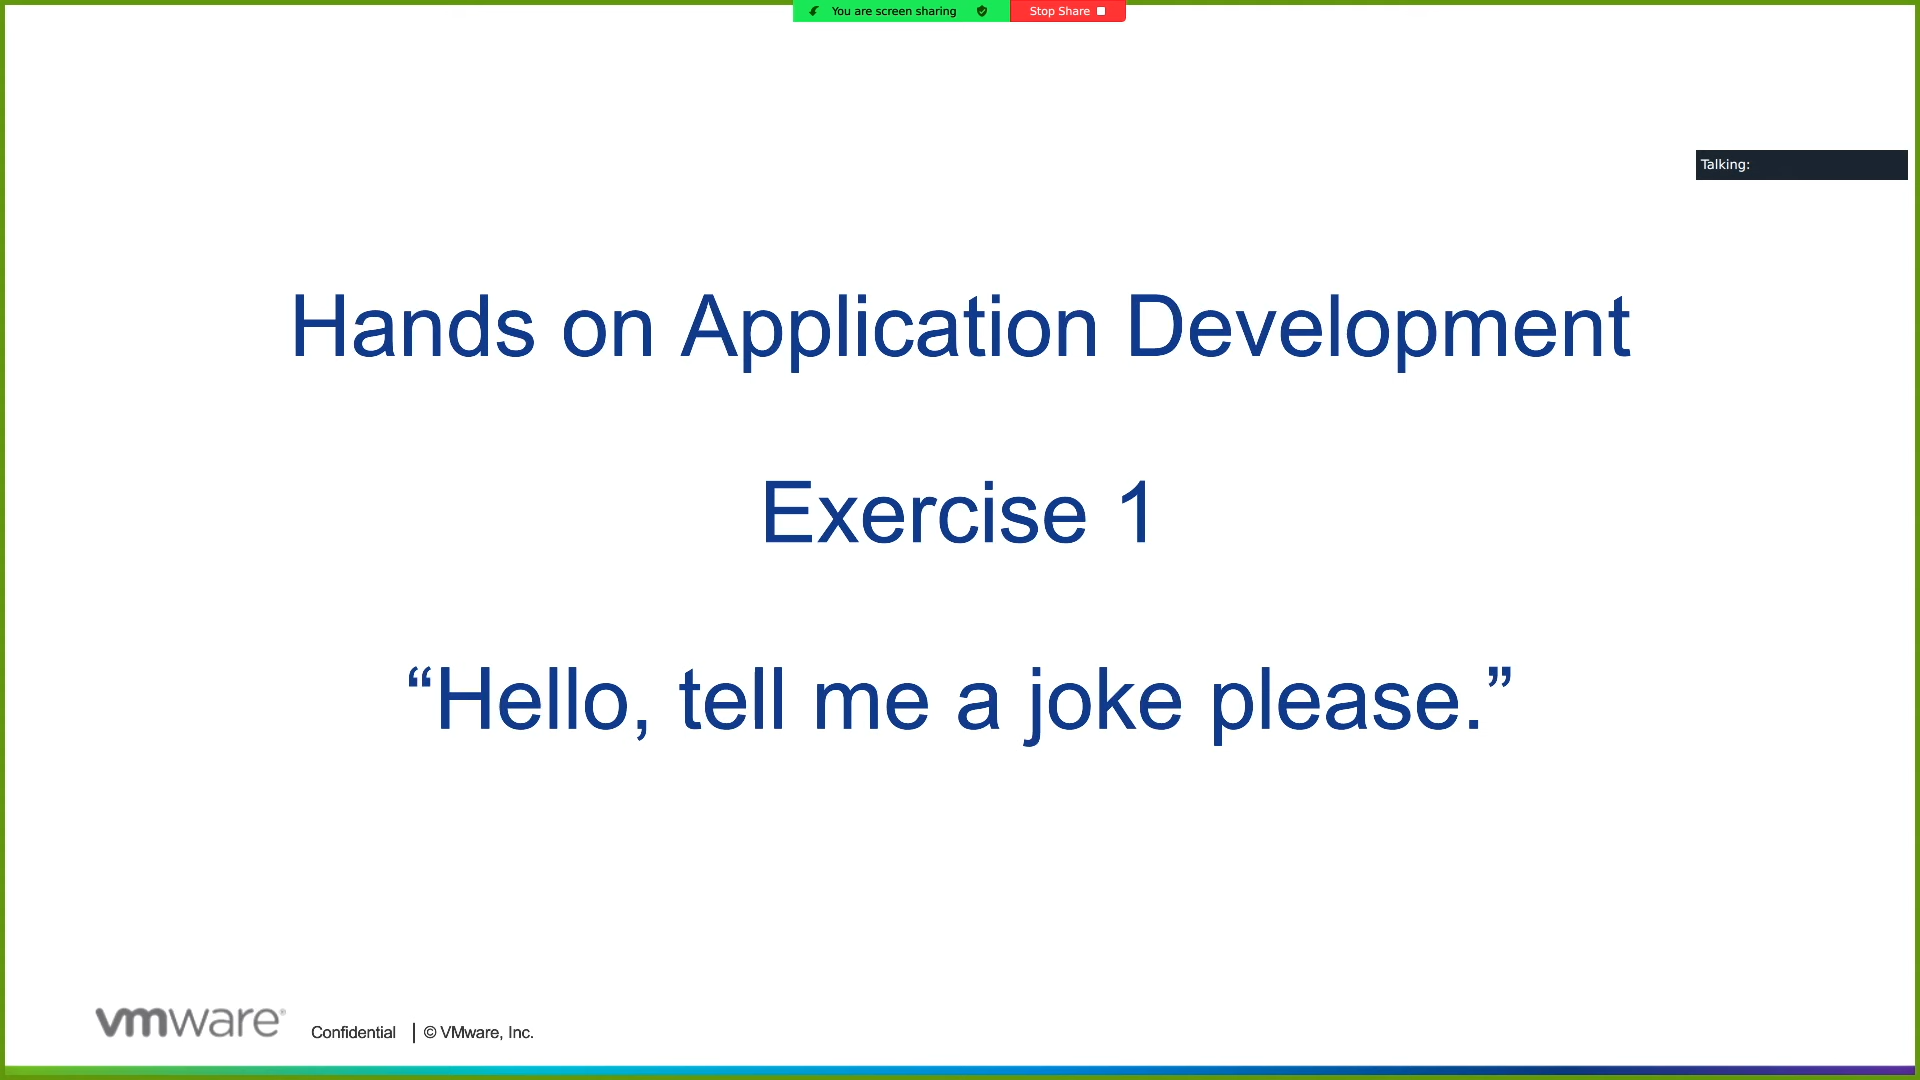 You are screen sharing
Stop Share
Talking:
Hands on Application Development
Exercise 1
“Hello, tell me a joke please.”
vmware®
Confidential | © VMware, Inc.